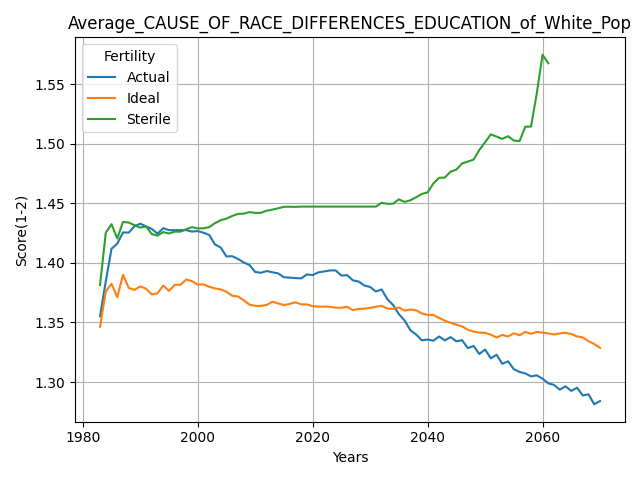 Average_CAUSE_OF_RACE_DIFFERENCES_EDUCATION_of_White_Pop
Fertility
Actual
Ideal
Sterile
Score(1-2)
1.55
1.50
1.45
1.40
1.35
1.30
1980
2000
2020
2040
2060
Years